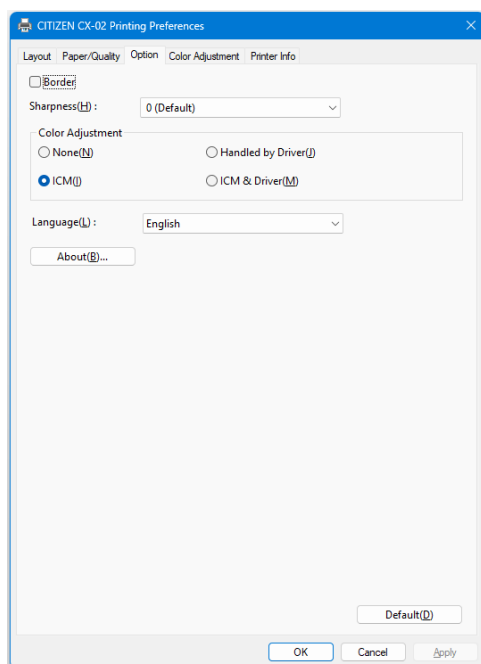 CITIZEN CX-02 Printing Preferences
Layout Paper/Quality Option Color Adjustment Printer Info
Border
Sharpness(H) : 0 (Default)
Color Adjustment
None(N) Handled by Driver(J)
ICM(I) ICM & Driver(M)
Language(L) : English
About(B)...
Default(D)
OK Cancel Apply